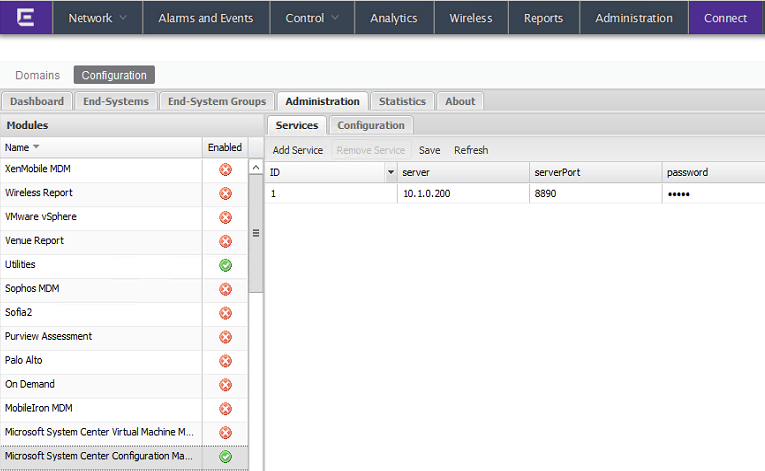 Network Alarms and Events Control Analytics Wireless Reports Administration Connect
Domains Configuration
Dashboard End-Systems End-System Groups Administration Statistics About
Modules
Name Enabled
XenMobile MDM
Wireless Report
VMware vSphere
Venue Report
Utilities
Sophos MDM
Sofia2
Purview Assessment
Palo Alto
On Demand
MobileIron MDM
Microsoft System Center Virtual Machine M...
Microsoft System Center Configuration Ma...
Services Configuration
Add Service Remove Service Save Refresh
ID server serverPort password
1 10.1.0.200 8890 •••••